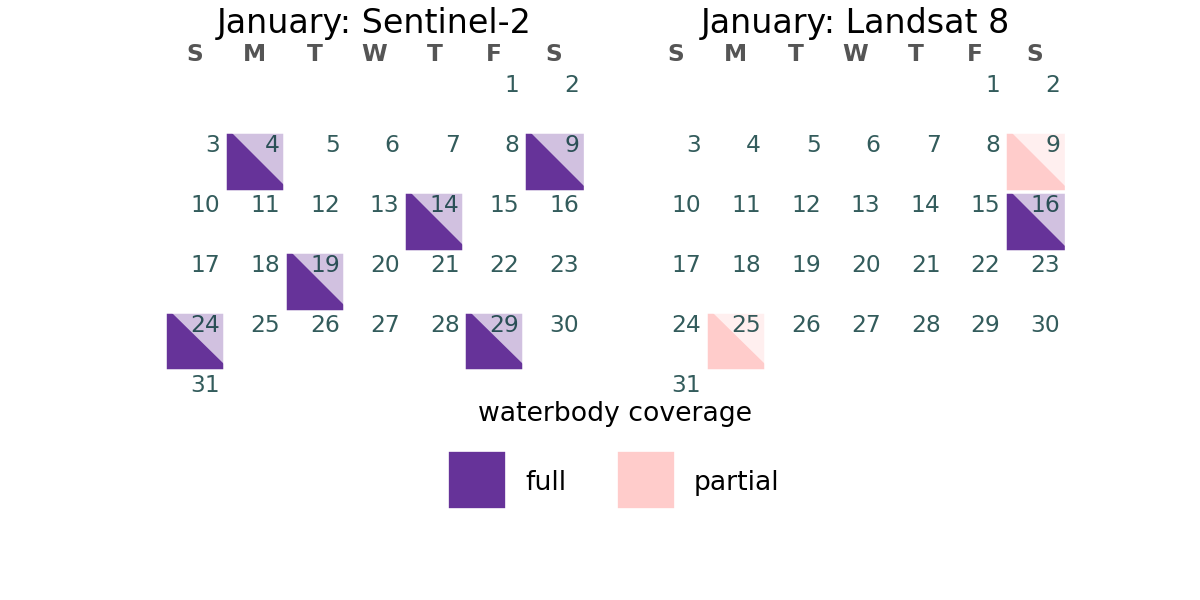 January: Sentinel-2
S M T W T F S
1 2
3 4 5 6 7 8 9
10 11 12 13 14 15 16
17 18 19 20 21 22 23
24 25 26 27 28 29 30
31
January: Landsat 8
S M T W T F S
1 2
3 4 5 6 7 8 9
10 11 12 13 14 15 16
17 18 19 20 21 22 23
24 25 26 27 28 29 30
31
waterbody coverage
full
partial